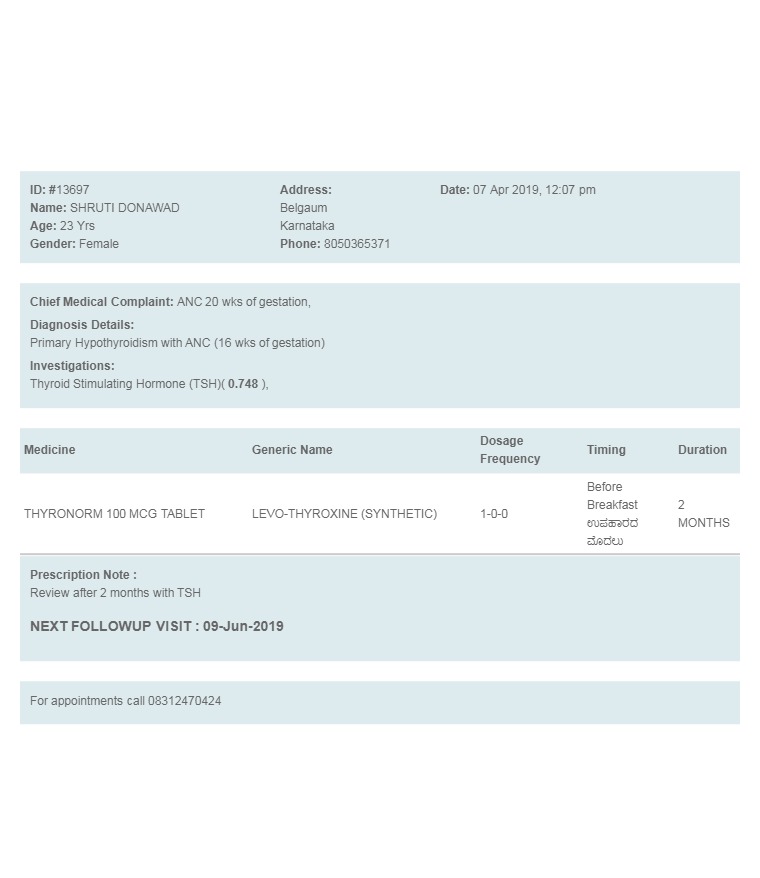 ID: #13697
Name: SHRUTI DONAWAD
Age: 23 Yrs
Gender: Female
Address:
Belgaum
Karnataka
Phone: 8050365371
Date: 07 Apr 2019, 12:07 pm
Chief Medical Complaint: ANC 20 wks of gestation,
Diagnosis Details:
Primary Hypothyroidism with ANC (16 wks of gestation)
Investigations:
Thyroid Stimulating Hormone (TSH)( 0.748 ),
Medicine Generic Name Dosage Frequency Timing Duration
THYRONORM 100 MCG TABLET LEVO-THYROXINE (SYNTHETIC) 1-0-0 Before Breakfast ಉಪಹಾರದ ಮೊದಲು 2 MONTHS
Prescription Note :
Review after 2 months with TSH
NEXT FOLLOWUP VISIT : 09-Jun-2019
For appointments call 08312470424